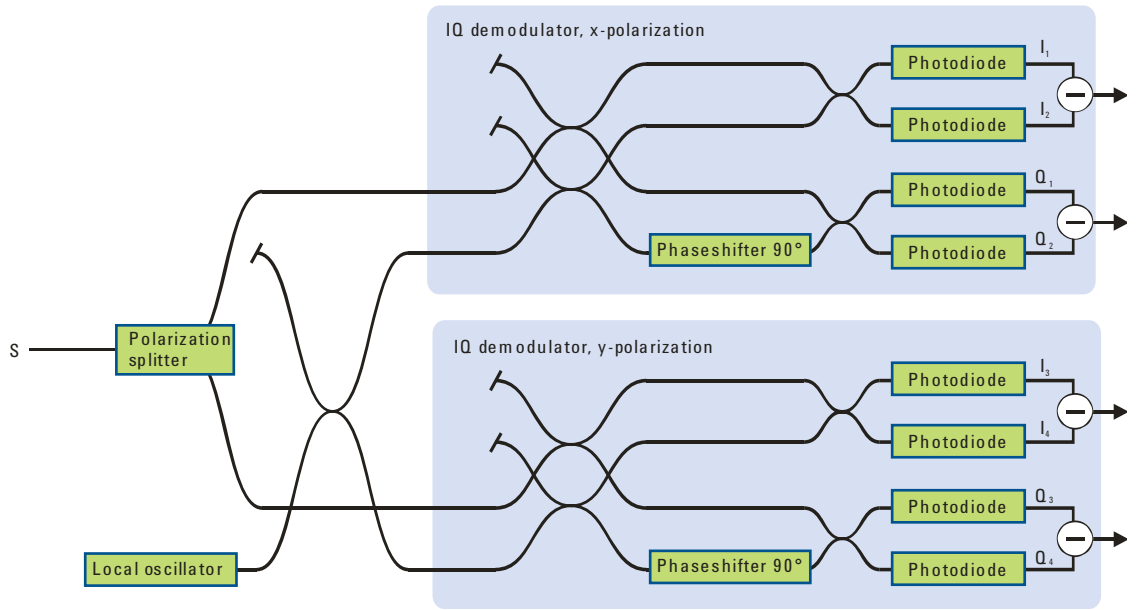 IQ demodulator, x-polarization
Photodiode
I1
Photodiode
I2
Photodiode
Q1
Phaseshifter 90°
Photodiode
Q2
S
Polarization
splitter
IQ demodulator, y-polarization
Photodiode
I3
Photodiode
I4
Photodiode
Q3
Local oscillator
Phaseshifter 90°
Photodiode
Q4